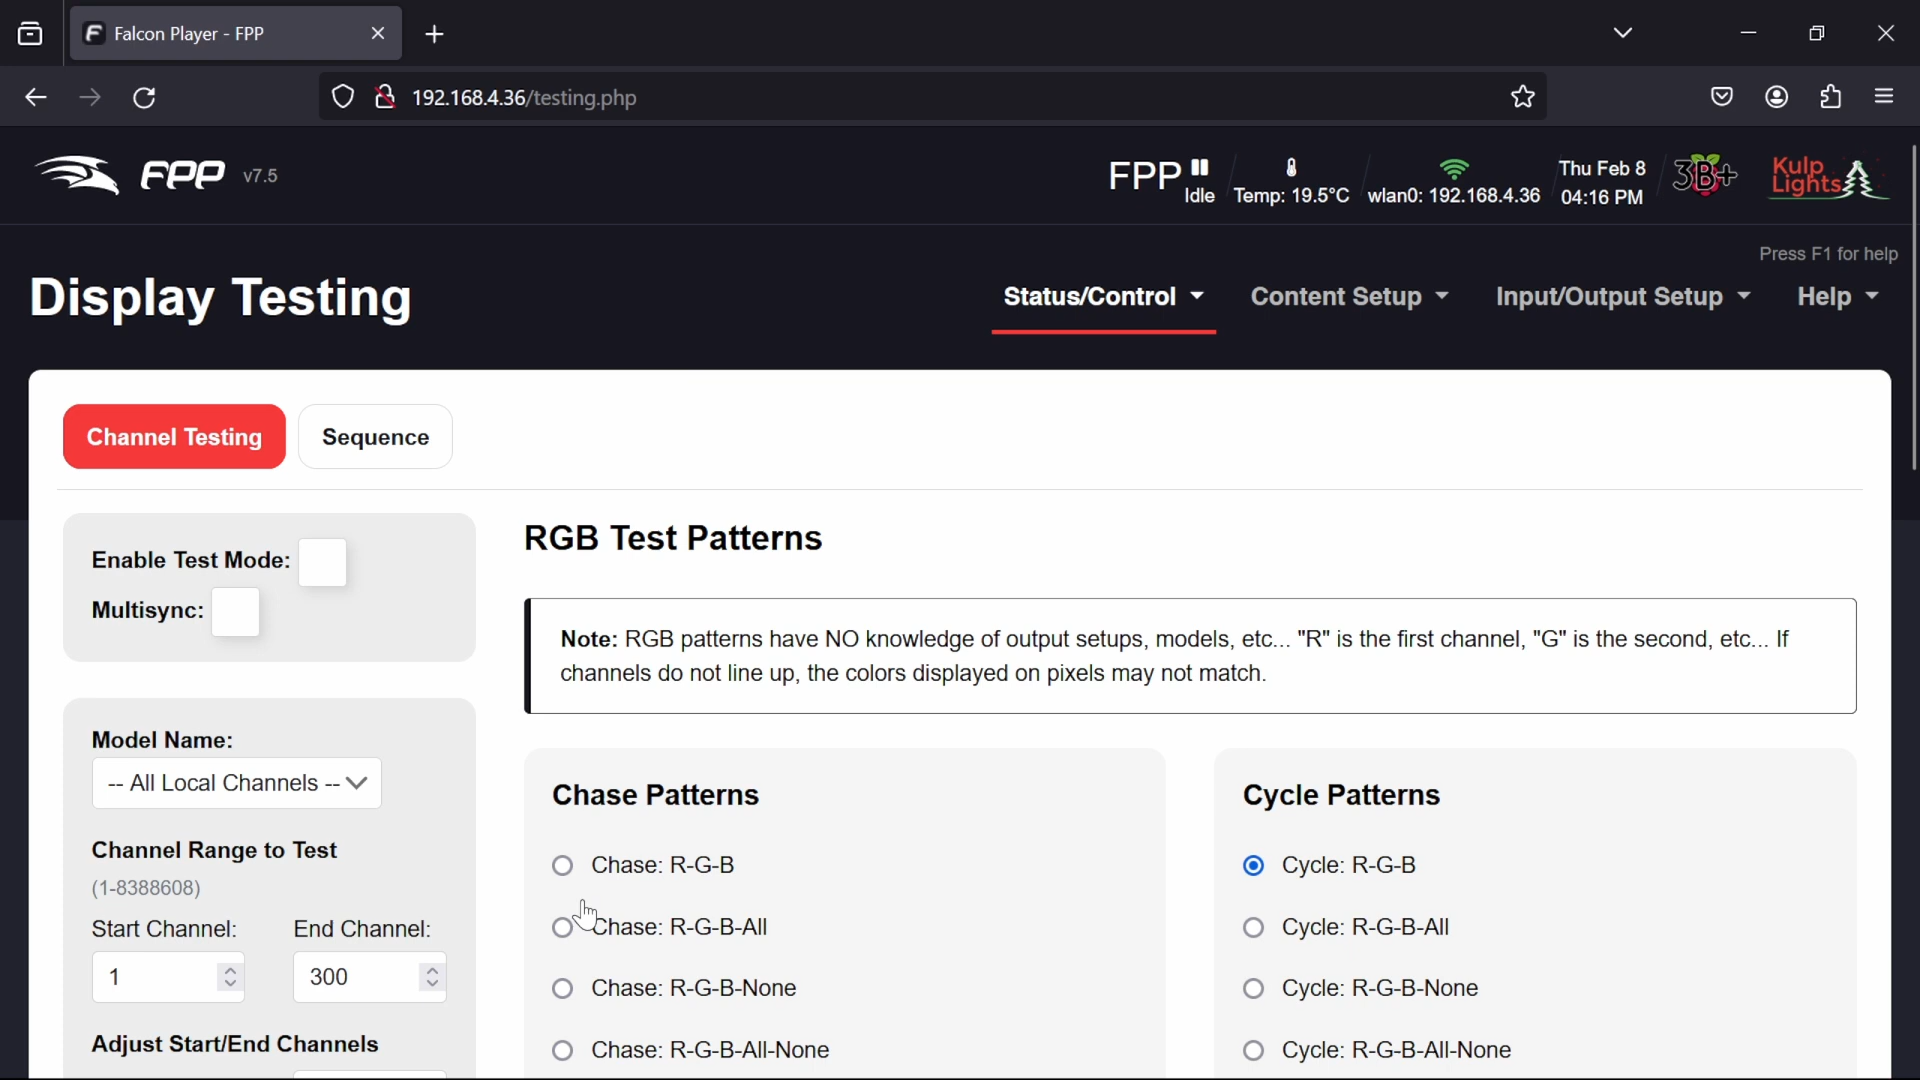 Falcon Player - FPP
192.168.4.36/testing.php
FPP v7.5
FPP Idle Temp: 19.5°C wlan0: 192.168.4.36 Thu Feb 8 04:16 PM 3B+ Kulp Lights
Press F1 for help
Display Testing
Status/Control Content Setup Input/Output Setup Help
Channel Testing Sequence
Enable Test Mode:
Multisync:
Model Name:
-- All Local Channels --
Channel Range to Test
(1-8388608)
Start Channel: End Channel:
1 300
Adjust Start/End Channels
RGB Test Patterns
Note: RGB patterns have NO knowledge of output setups, models, etc... "R" is the first channel, "G" is the second, etc... If
channels do not line up, the colors displayed on pixels may not match.
Chase Patterns
Chase: R-G-B
Chase: R-G-B-All
Chase: R-G-B-None
Chase: R-G-B-All-None
Cycle Patterns
Cycle: R-G-B
Cycle: R-G-B-All
Cycle: R-G-B-None
Cycle: R-G-B-All-None